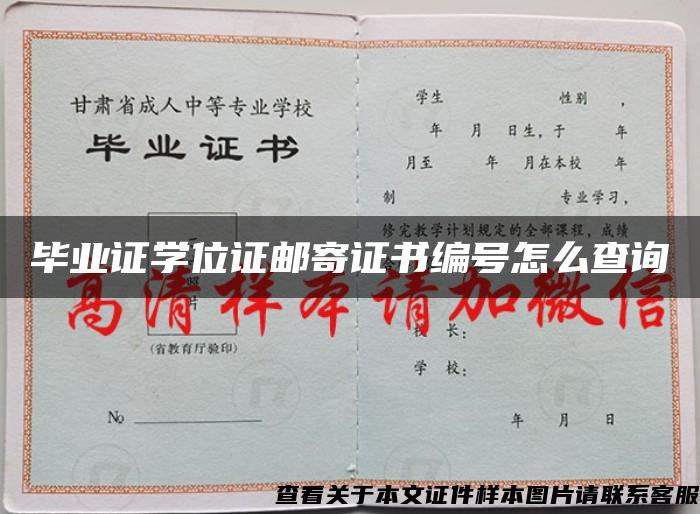 甘肃省成人中等专业学校
毕业证书
(省教育厅验印)
No
学生 性别 ,
年 月 日生,于 年
月至 年 月在本校 年
制 专业学习,
修完教学计划规定的全部课程,成绩
毕业证学位证邮寄证书编号怎么查询
高清样本请加微信
片
校 长:
学 校:
年 月 日
查看关于本文证件样本图片请联系客服